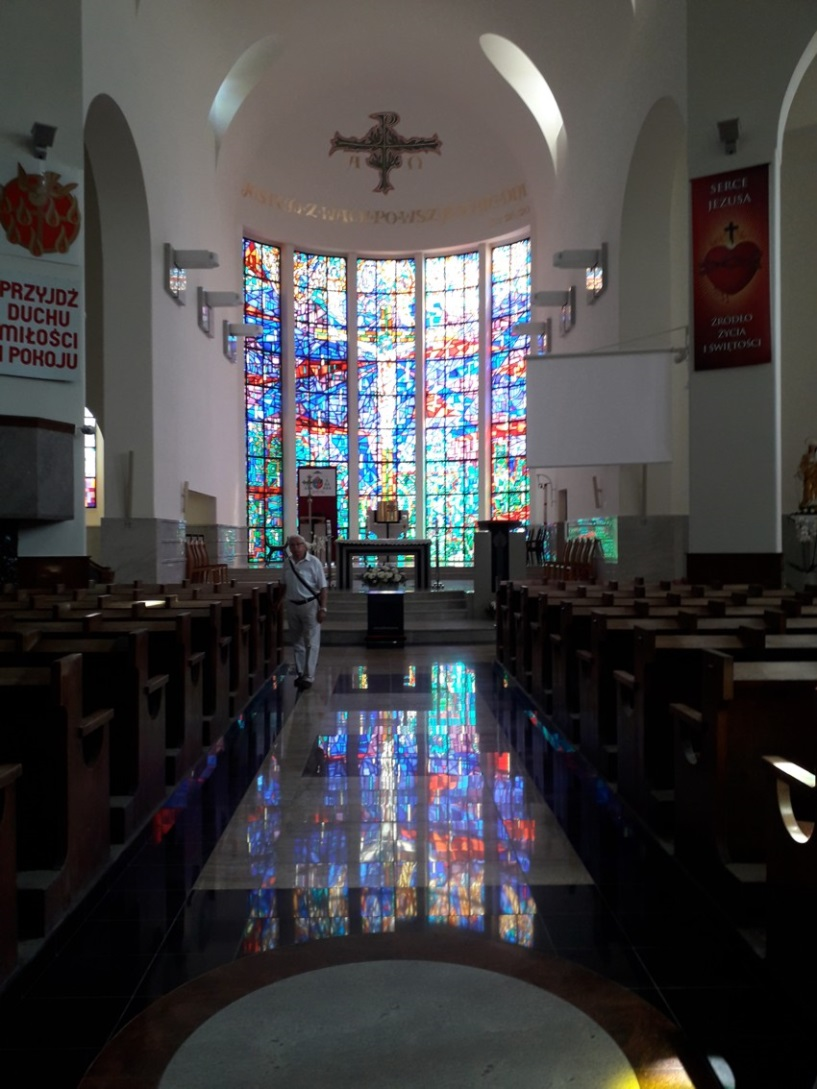 PRZYJDŹ
DUCHU
MIŁOŚCI
I POKOJU
SERCE
JEZUSA
ŹRÓDŁO
ŻYCIA
I ŚWIĘTOŚCI